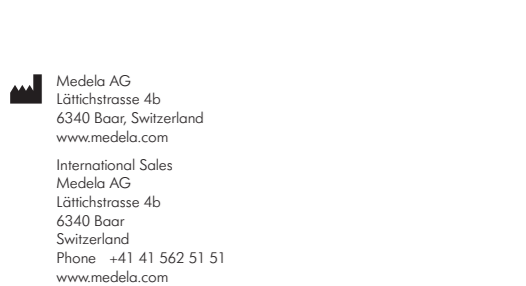 Medela AG
Lättichstrasse 4b
6340 Baar, Switzerland
www.medela.com
International Sales
Medela AG
Lättichstrasse 4b
6340 Baar
Switzerland
Phone +41 41 562 51 51
www.medela.com